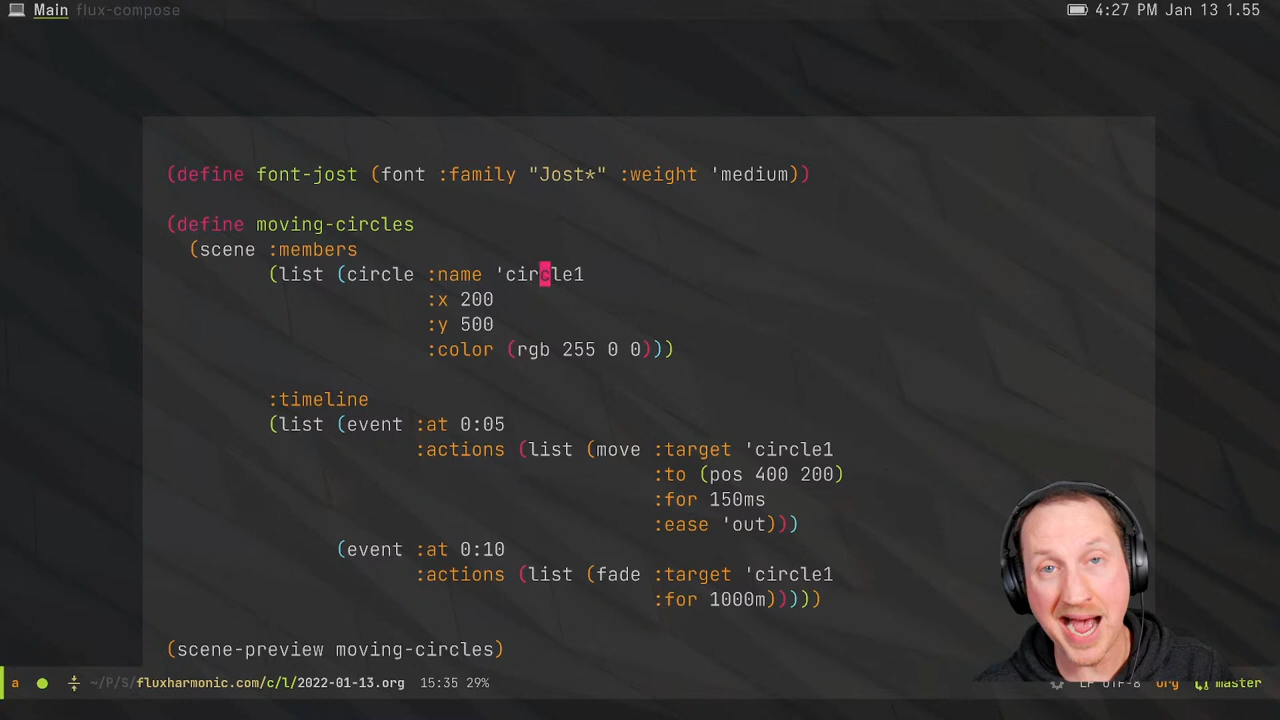 Main flux-compose 4:27 PM Jan 13 1.55
(define font-jost (font :family "Jost*" :weight 'medium))
(define moving-circles
(scene :members
(list (circle :name 'circle1
:x 200
:y 500
:color (rgb 255 0 0)))
:timeline
(list (event :at 0:05
:actions (list (move :target 'circle1
:to (pos 400 200)
:for 150ms
:ease 'out)))
(event :at 0:10
:actions (list (fade :target 'circle1
:for 1000m)))))
(scene-preview moving-circles)
a ~/P/S/fluxharmonic.com/c/l/2022-01-13.org 15:35 29% LF UTF-8 org master